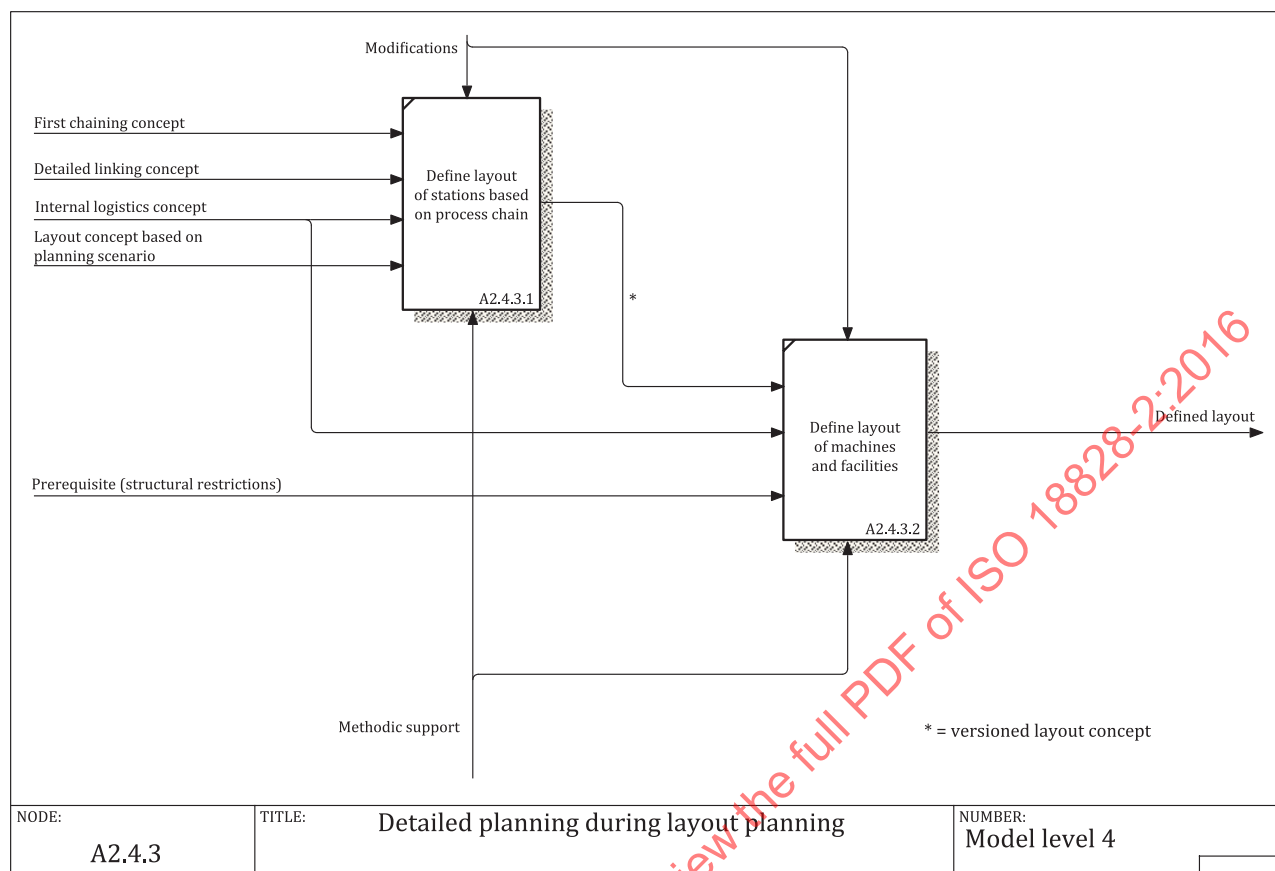 Modifications
First chaining concept
Detailed linking concept
Internal logistics concept
Layout concept based on
planning scenario
Define layout
of stations based
on process chain
A2.4.3.1
*
Define layout
of machines
and facilities
A2.4.3.2
Defined layout
Prerequisite (structural restrictions)
Methodic support
* = versioned layout concept
NODE:
A2.4.3
TITLE:
Detailed planning during layout planning
NUMBER:
Model level 4
view the full PDF of ISO 18828-2:2016